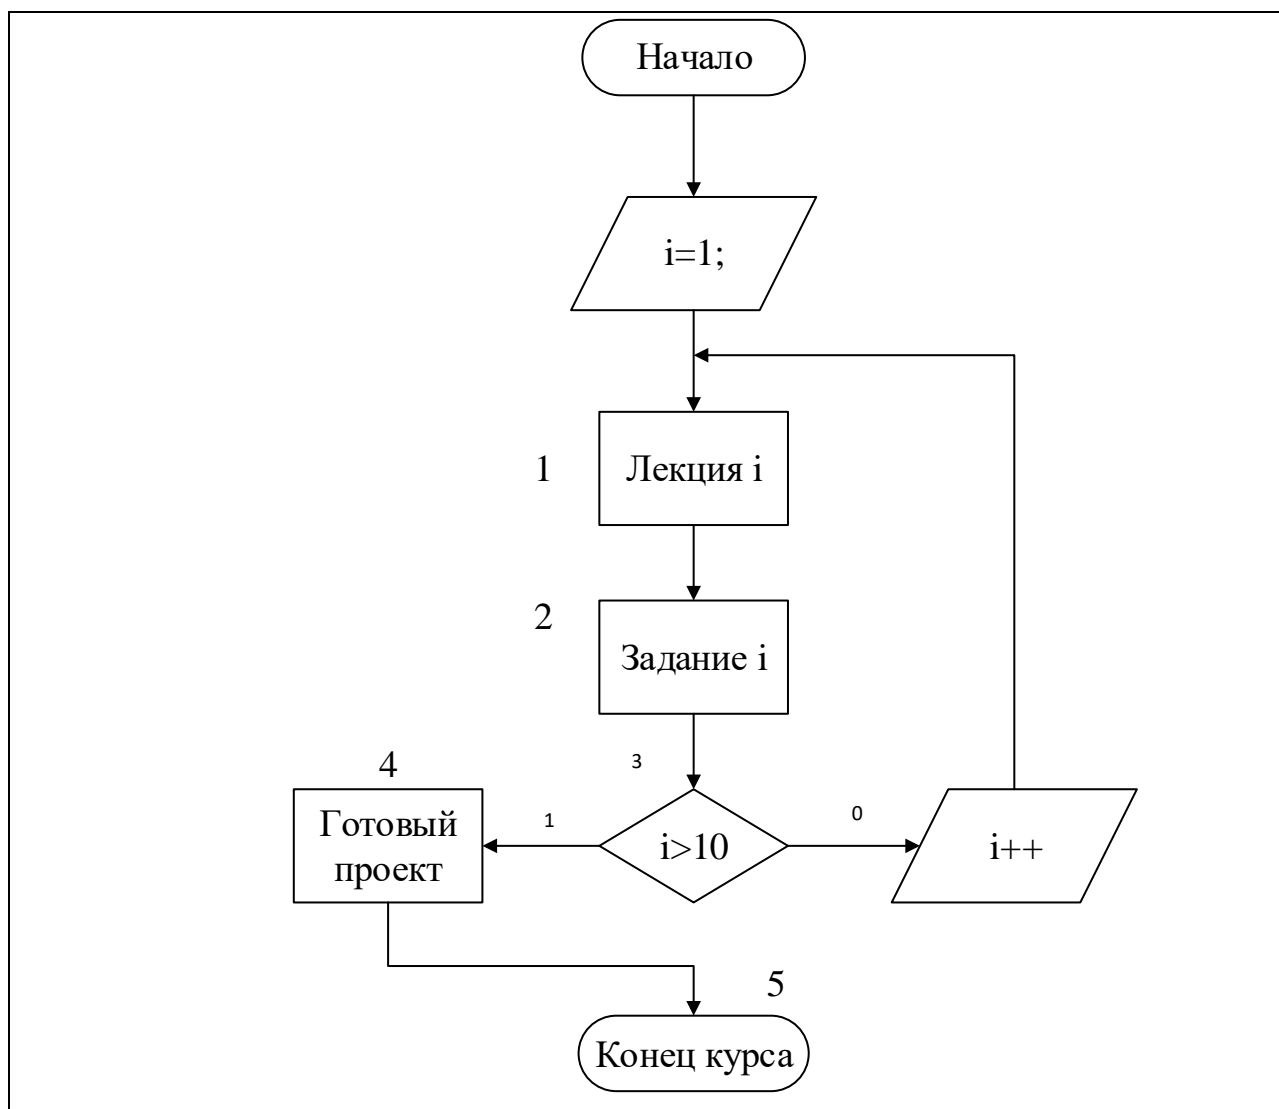 Начало
i=1;
1
Лекция i
2
Задание i
3
4
Готовый
проект
1
i>10
0
i++
5
Конец курса